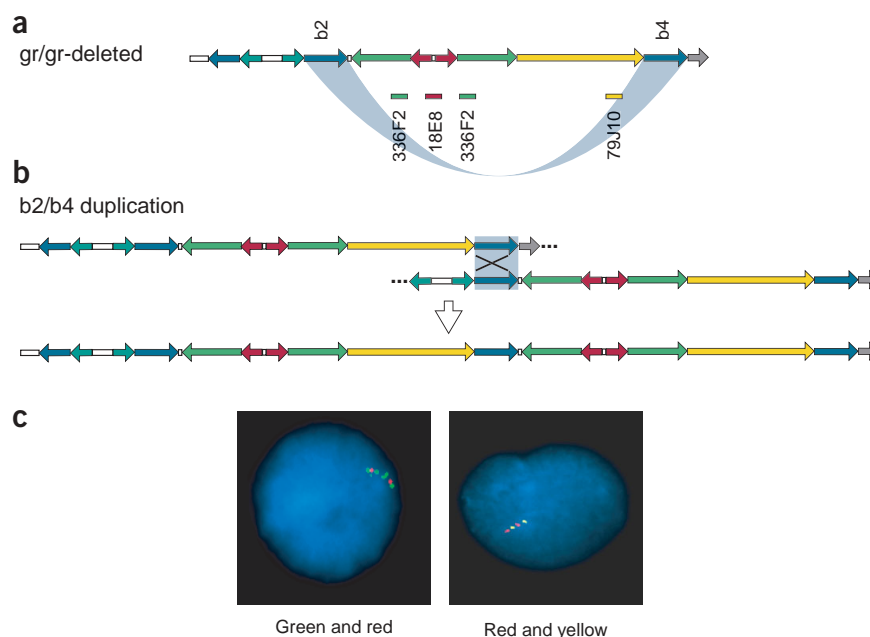 a
gr/gr-deleted
b2
b4
336F2
18E8
336F2
79J10
b
b2/b4 duplication
...
...
c
Green and red
Red and yellow